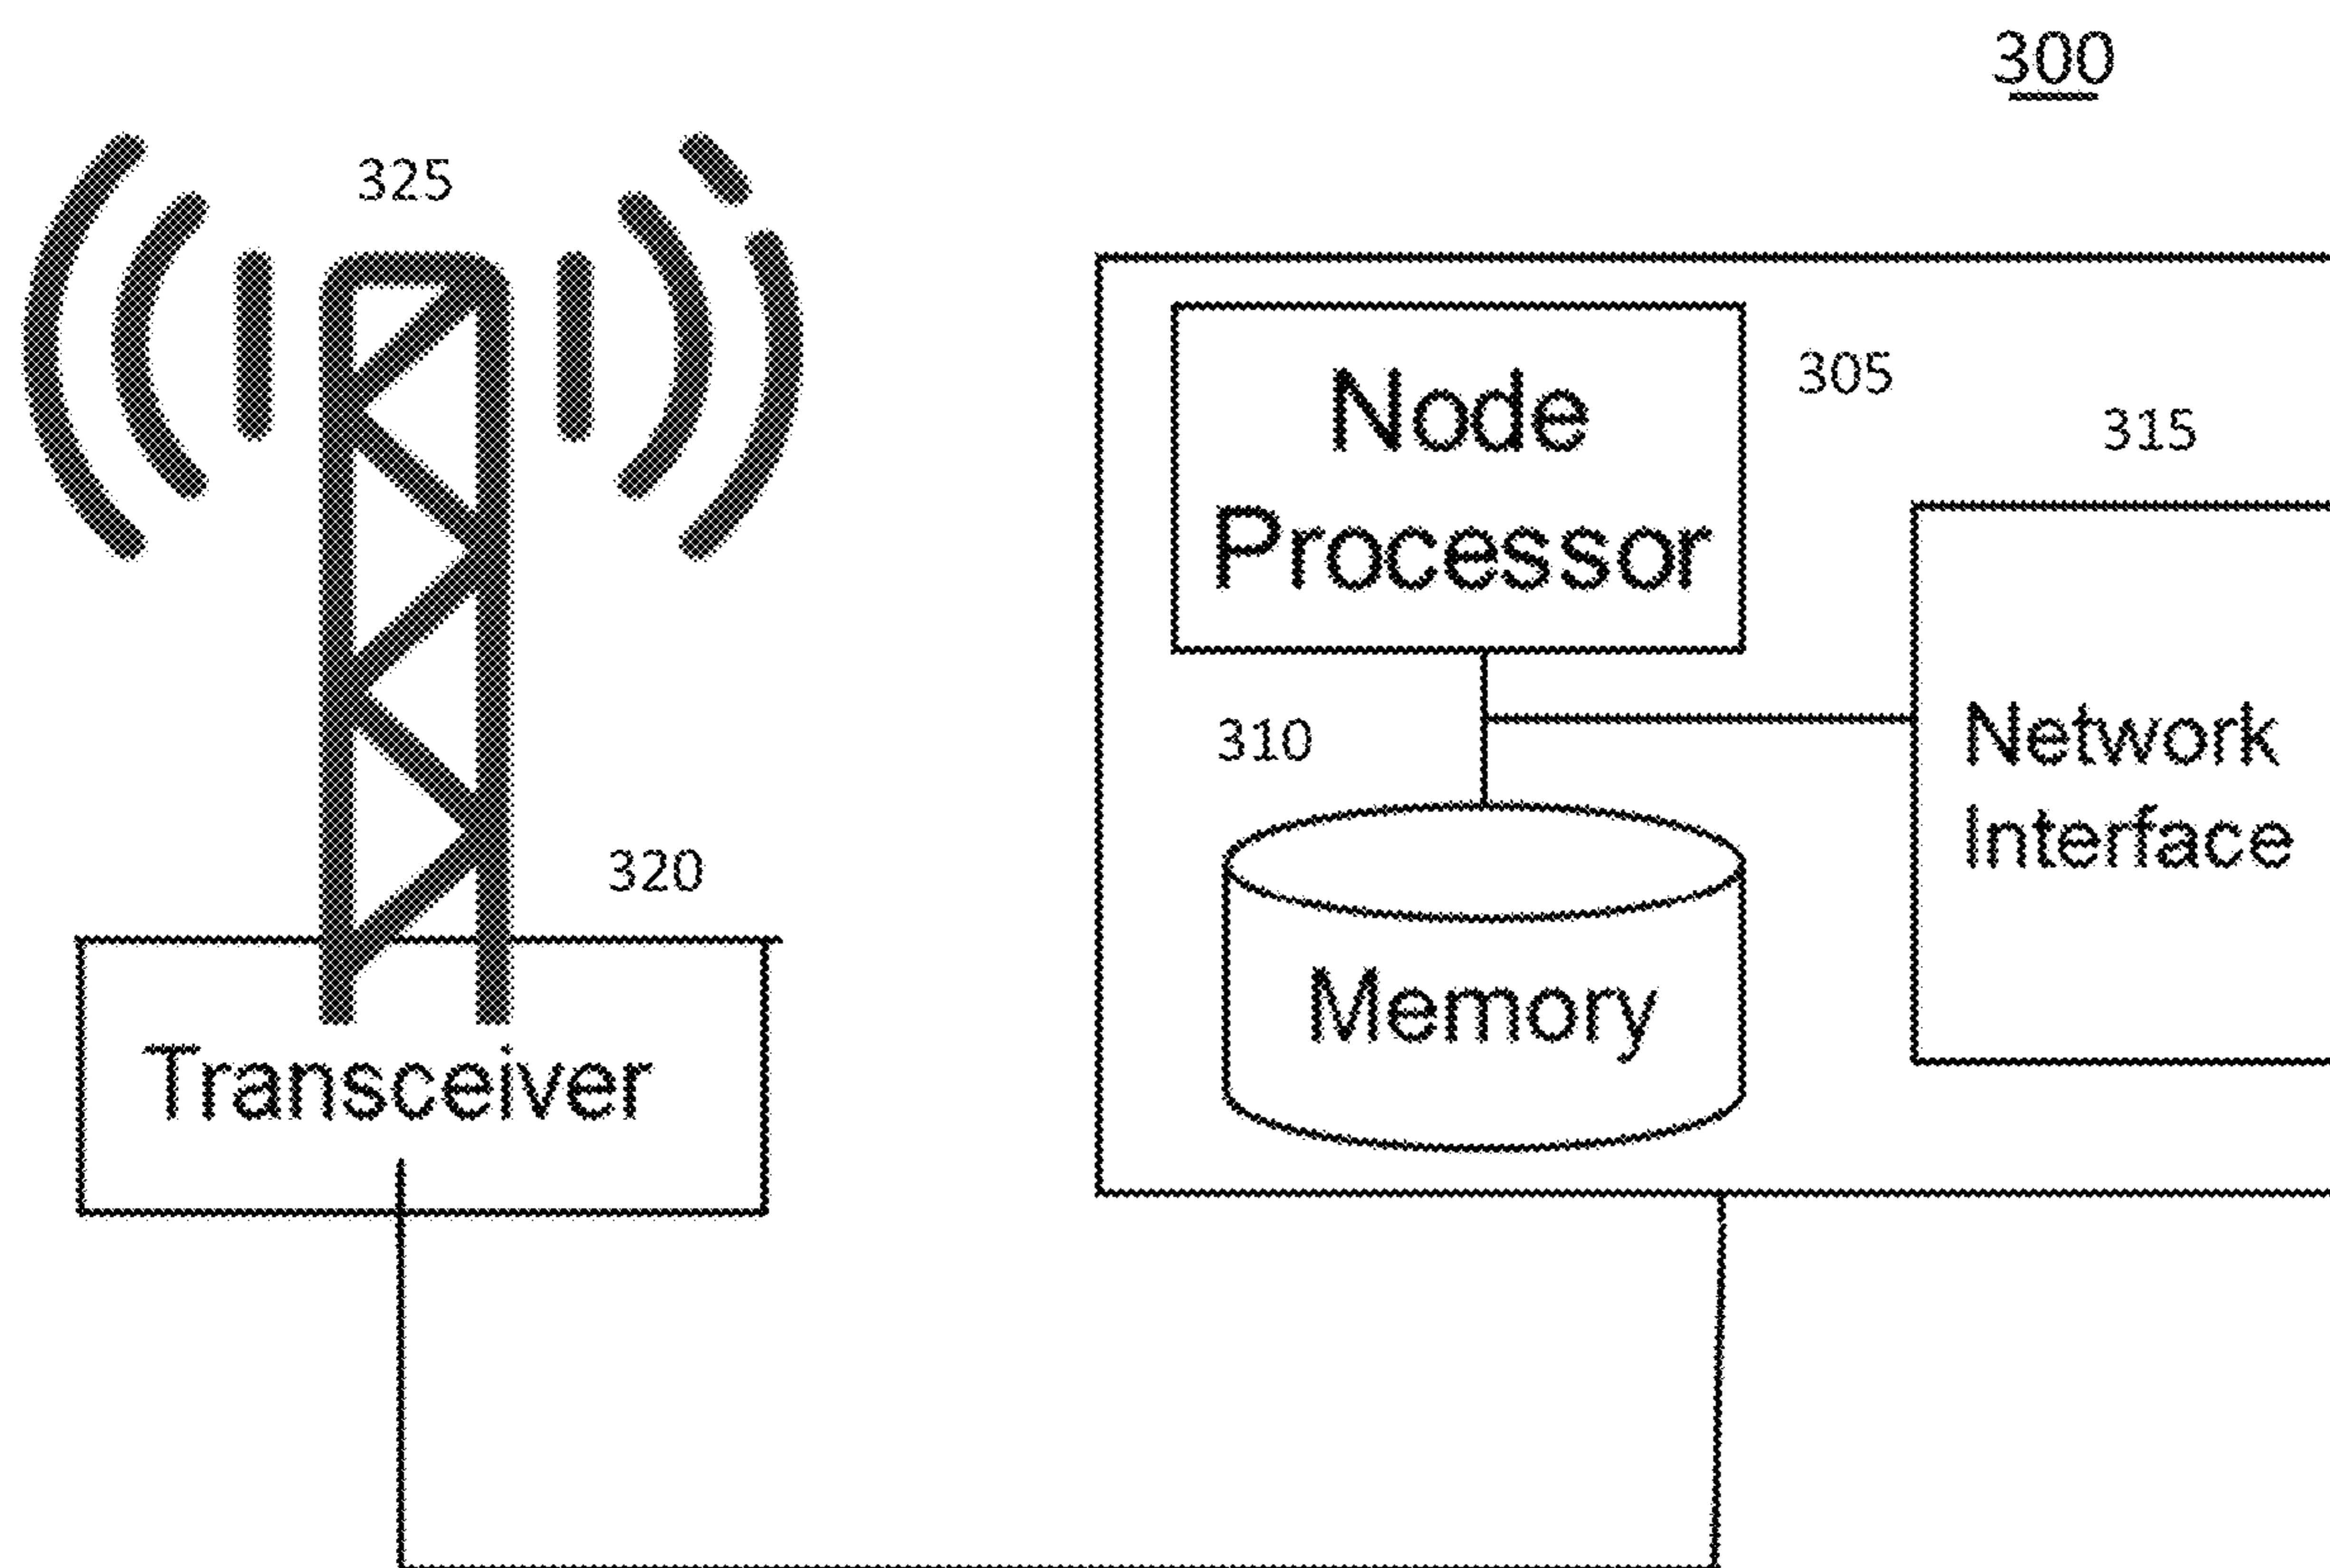 300
325
Node
Processor
305
315
310
Network
Interface
320
Memory
Transceiver